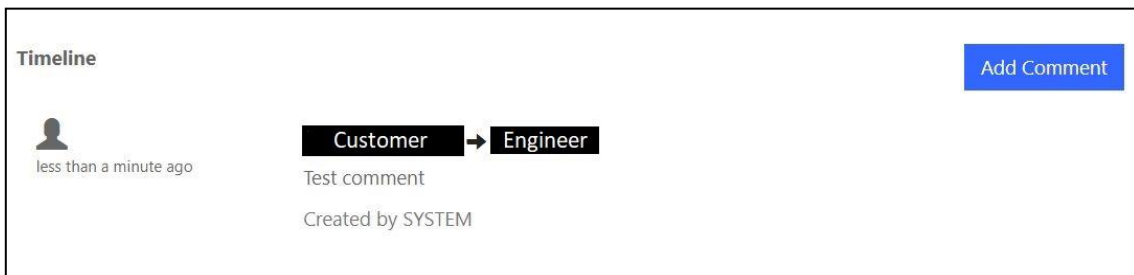 Timeline
Add Comment
Customer ➔ Engineer
less than a minute ago
Test comment
Created by SYSTEM